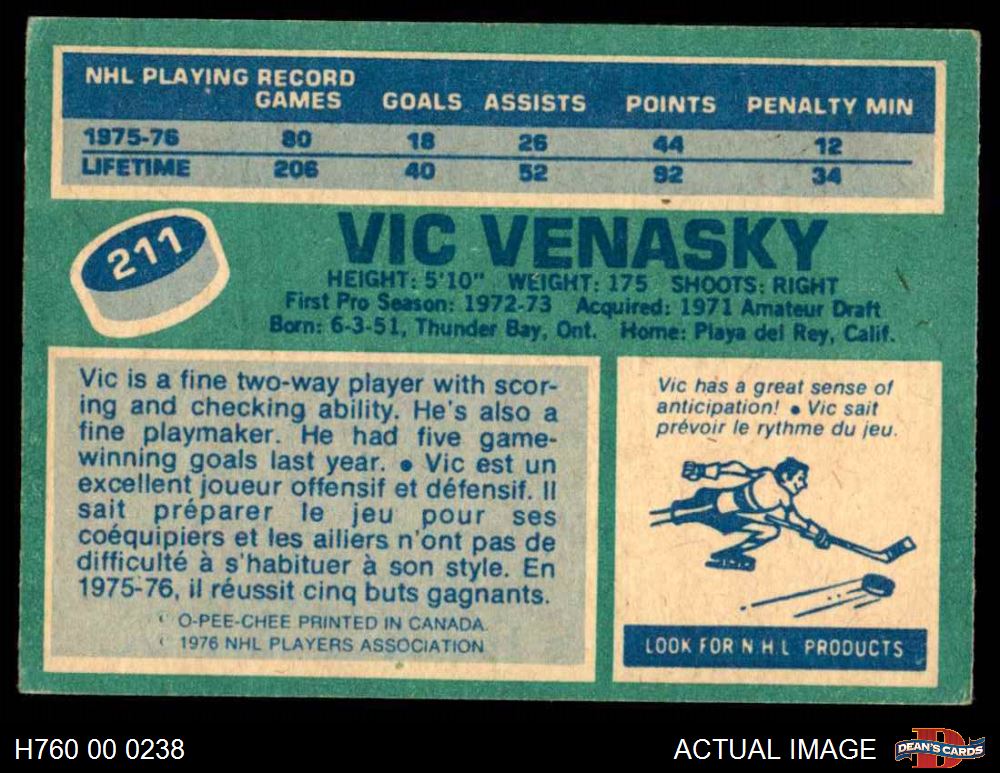 NHL PLAYING RECORD
GAMES GOALS ASSISTS POINTS PENALTY MIN
1975-76 80 18 26 44 12
LIFETIME 206 40 52 92 34
211
VIC VENASKY
HEIGHT: 5'10" WEIGHT: 175 SHOOTS: RIGHT
First Pro Season: 1972-73 Acquired: 1971 Amateur Draft
Born: 6-3-51, Thunder Bay, Ont. Home: Playa del Rey, Calif.
Vic is a fine two-way player with scor-
ing and checking ability. He's also a
fine playmaker. He had five game-
winning goals last year. • Vic est un
excellent joueur offensif et défensif. Il
sait préparer le jeu pour ses
coéquipiers et les ailiers n'ont pas de
difficulté à s'habituer à son style. En
1975-76, il réussit cinq buts gagnants.
O-PEE-CHEE PRINTED IN CANADA.
1976 NHL PLAYERS ASSOCIATION
Vic has a great sense of
anticipation! • Vic sait
prévoir le rythme du jeu.
LOOK FOR N H L PRODUCTS
H760 00 0238
ACTUAL IMAGE
DEAN'S CARDS